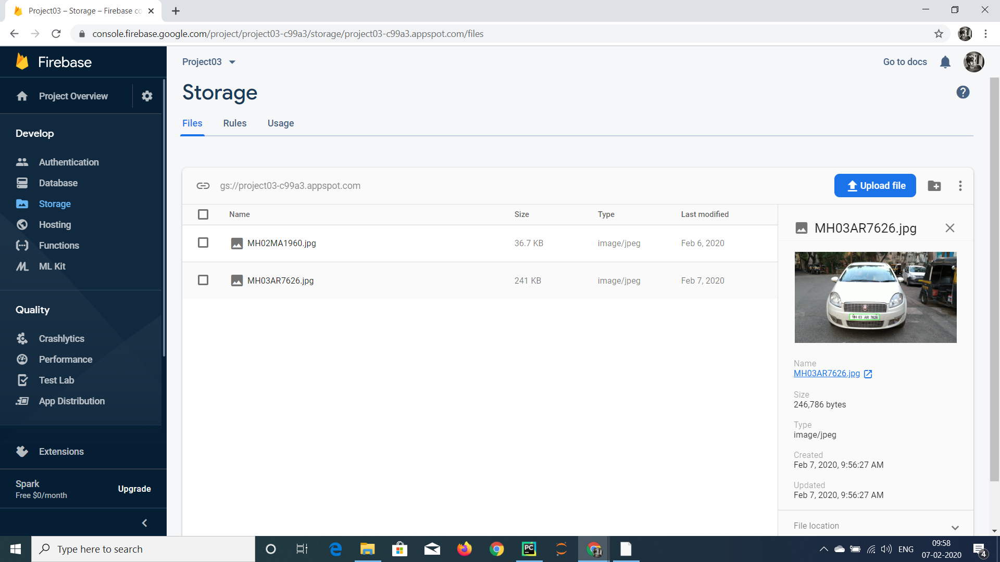 Project03 – Storage – Firebase co
console.firebase.google.com/project/project03-c99a3/storage/project03-c99a3.appspot.com/files
Firebase
Project03
Go to docs
Project Overview
Storage
Files
Rules
Usage
Develop
Authentication
Database
Storage
Hosting
Functions
ML Kit
Quality
Crashlytics
Performance
Test Lab
App Distribution
Extensions
Spark
Free $0/month
Upgrade
gs://project03-c99a3.appspot.com
Upload file
Name Size Type Last modified
MH02MA1960.jpg 36.7 KB image/jpeg Feb 6, 2020
MH03AR7626.jpg 241 KB image/jpeg Feb 7, 2020
MH03AR7626.jpg
MH 03 AR 7626
Name
MH03AR7626.jpg
Size
246,786 bytes
Type
image/jpeg
Created
Feb 7, 2020, 9:56:27 AM
Updated
Feb 7, 2020, 9:56:27 AM
File location
Type here to search
PC
ENG
09:58
07-02-2020
4